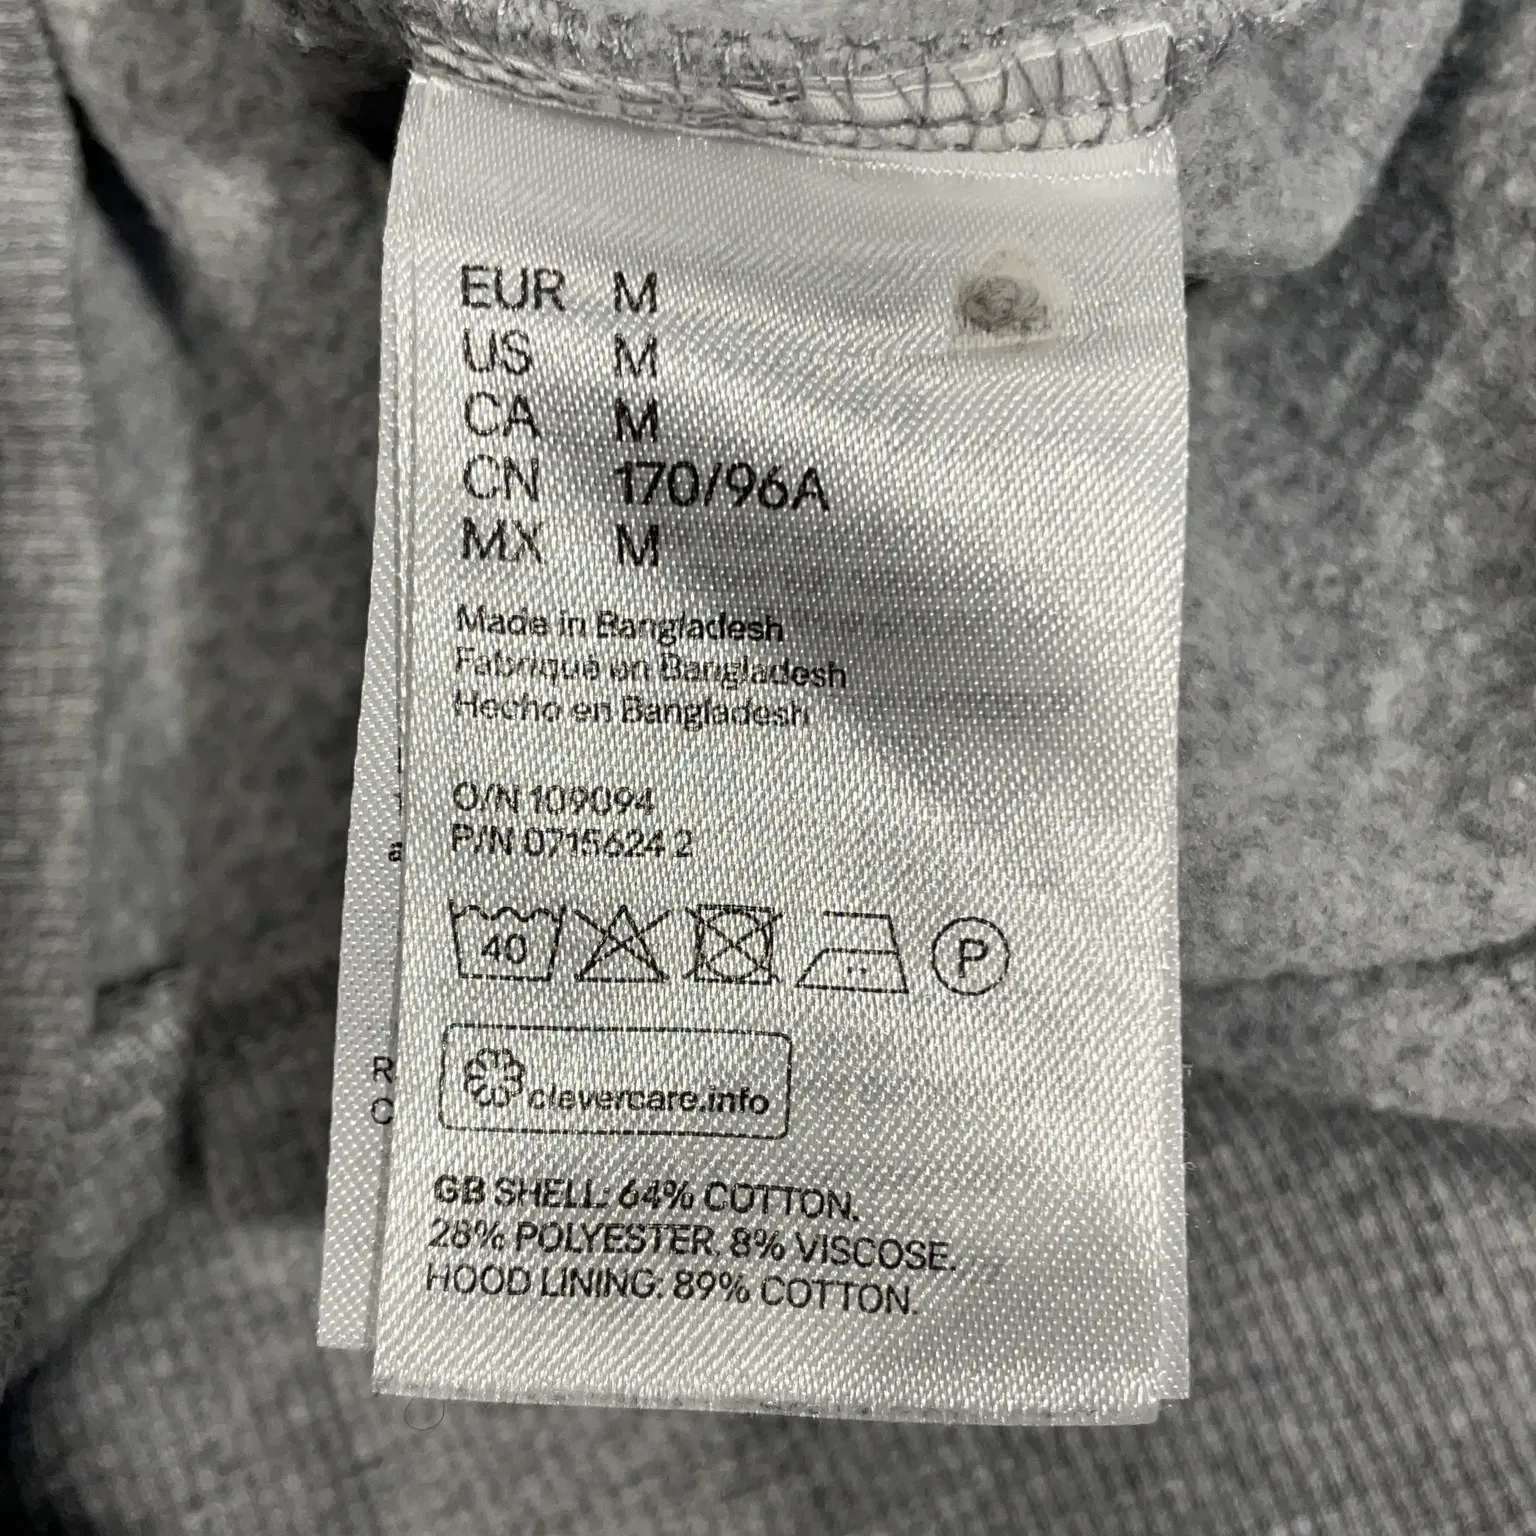 EUR M
US M
CA M
CN 170/96A
MX M
Made in Bangladesh
Fabriqué en Bangladesh
Hecho en Bangladesh
O/N 109094
P/N 0715624 2
40
P
clevercare.info
GB SHELL: 64% COTTON.
28% POLYESTER. 8% VISCOSE.
HOOD LINING: 89% COTTON.
a
R
C